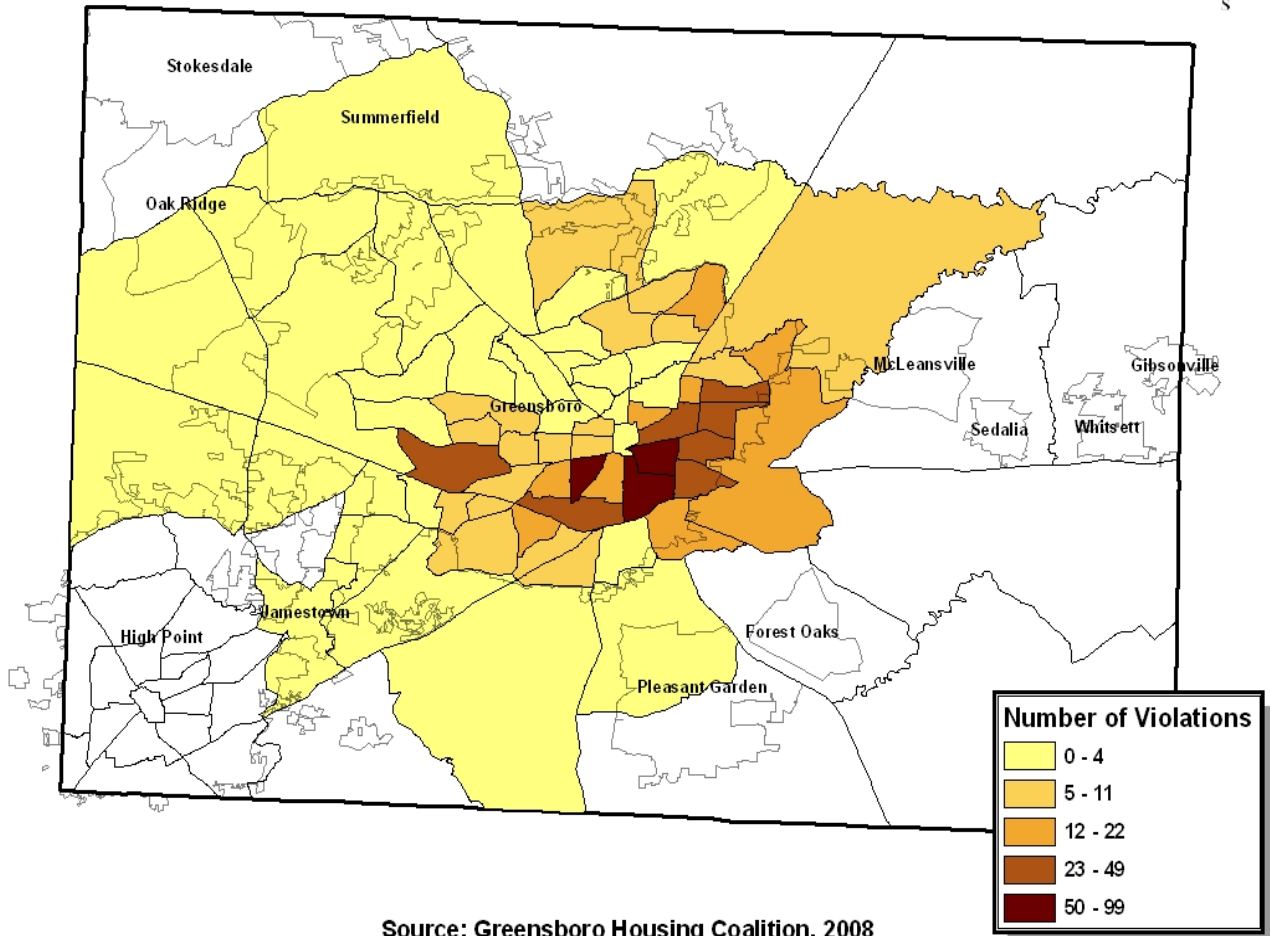 S
Stokesdale
Summerfield
Oak Ridge
McLeansville
Gibsonville
Greensboro
Sedalia
Whitsett
Jamestown
High Point
Forest Oaks
Pleasant Garden
Number of Violations
0 - 4
5 - 11
12 - 22
23 - 49
50 - 99
Source: Greensboro Housing Coalition, 2008